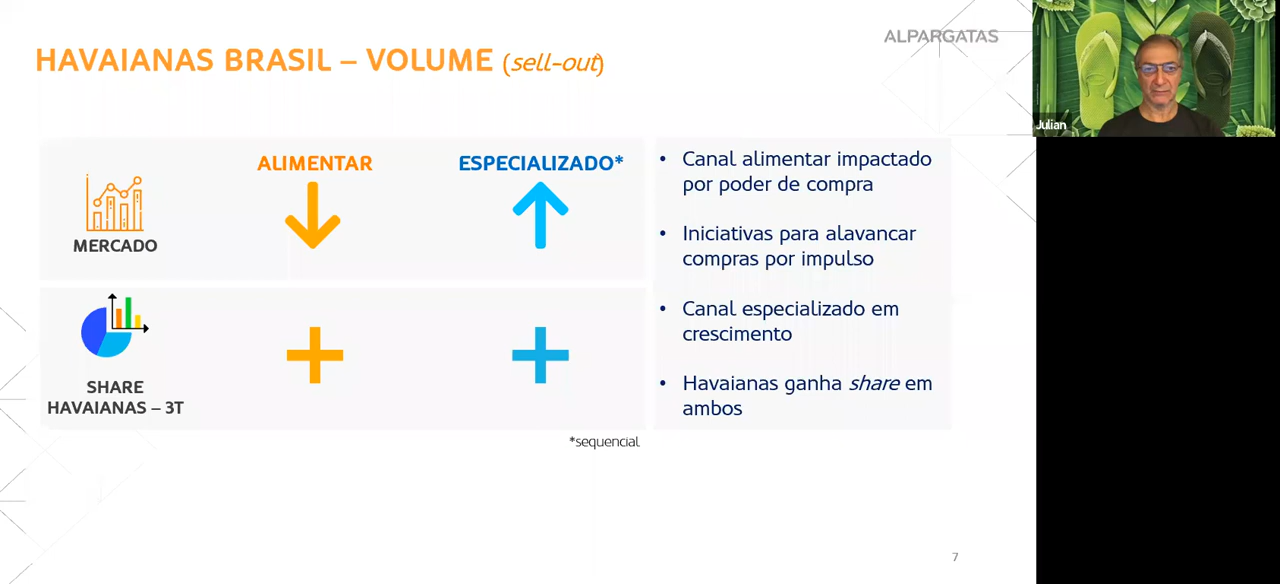 ALPARGATAS
HAVAIANAS BRASIL – VOLUME (sell-out)
Julian
ALIMENTAR
ESPECIALIZADO*
MERCADO
SHARE
HAVAIANAS – 3T
*sequencial
• Canal alimentar impactado
por poder de compra
• Iniciativas para alavancar
compras por impulso
• Canal especializado em
crescimento
• Havaianas ganha share em
ambos
7